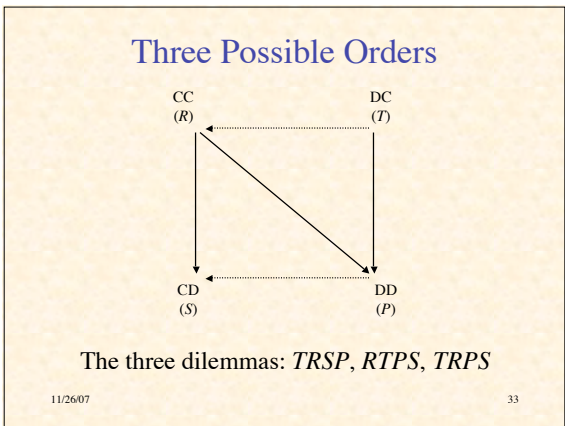 Three Possible Orders
CC DC
(R) (T)
CD DD
(S) (P)
The three dilemmas: TRSP, RTPS, TRPS
11/26/07 33